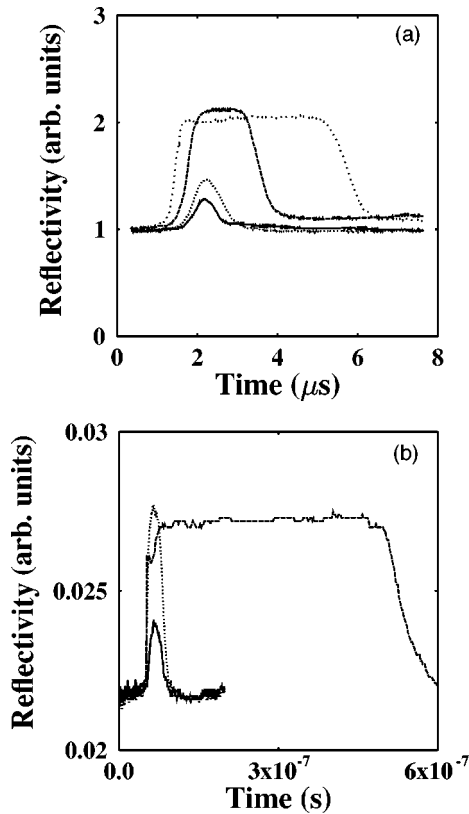 (a)
Reflectivity (arb. units)
3
2
1
0
0 2 4 6 8
Time (μs)
(b)
Reflectivity (arb. units)
0.03
0.025
0.02
0.0 3x10⁻⁷ 6x10⁻⁷
Time (s)